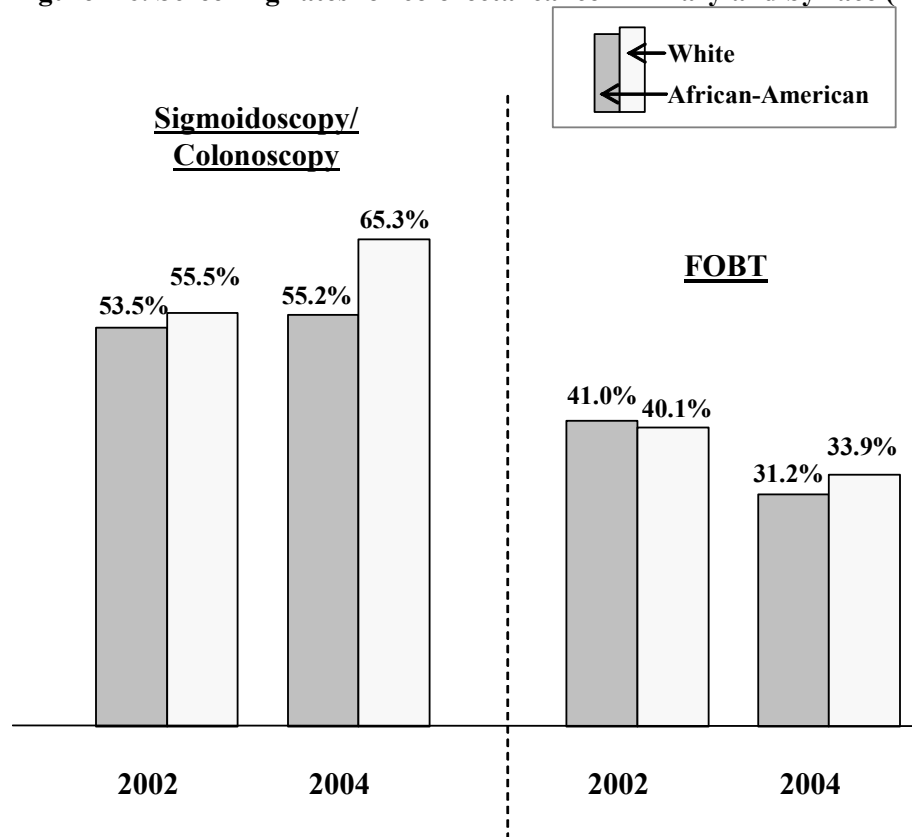 White
African-American
Sigmoidoscopy/
Colonoscopy
65.3%
55.5%
53.5%
55.2%
FOBT
41.0%
40.1%
33.9%
31.2%
2002
2004
2002
2004